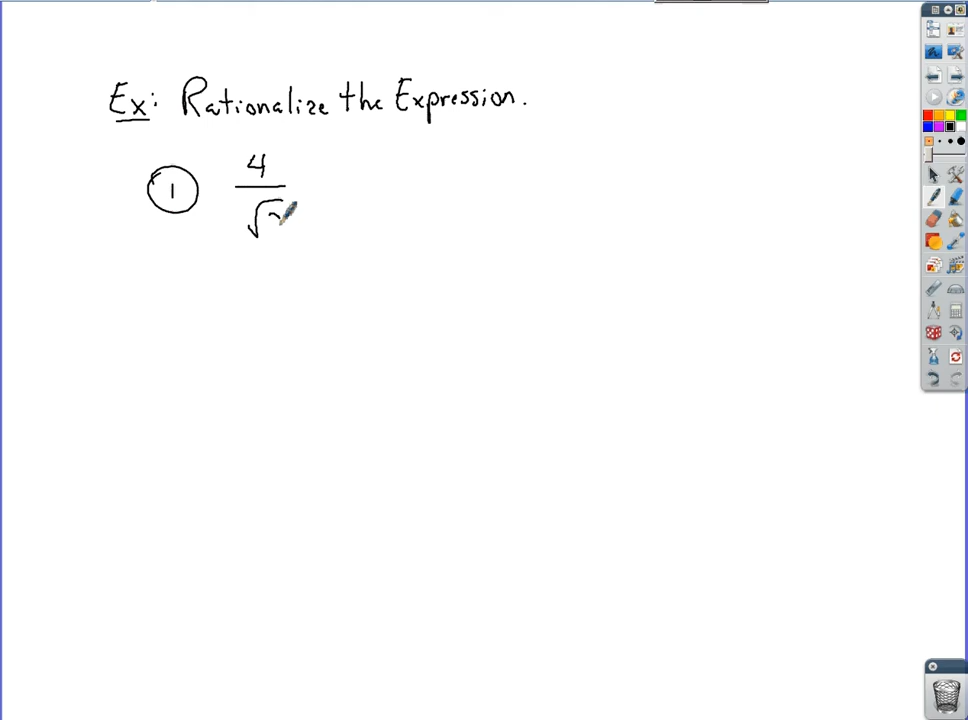 Ex: Rationalize the Expression.
① 4
√